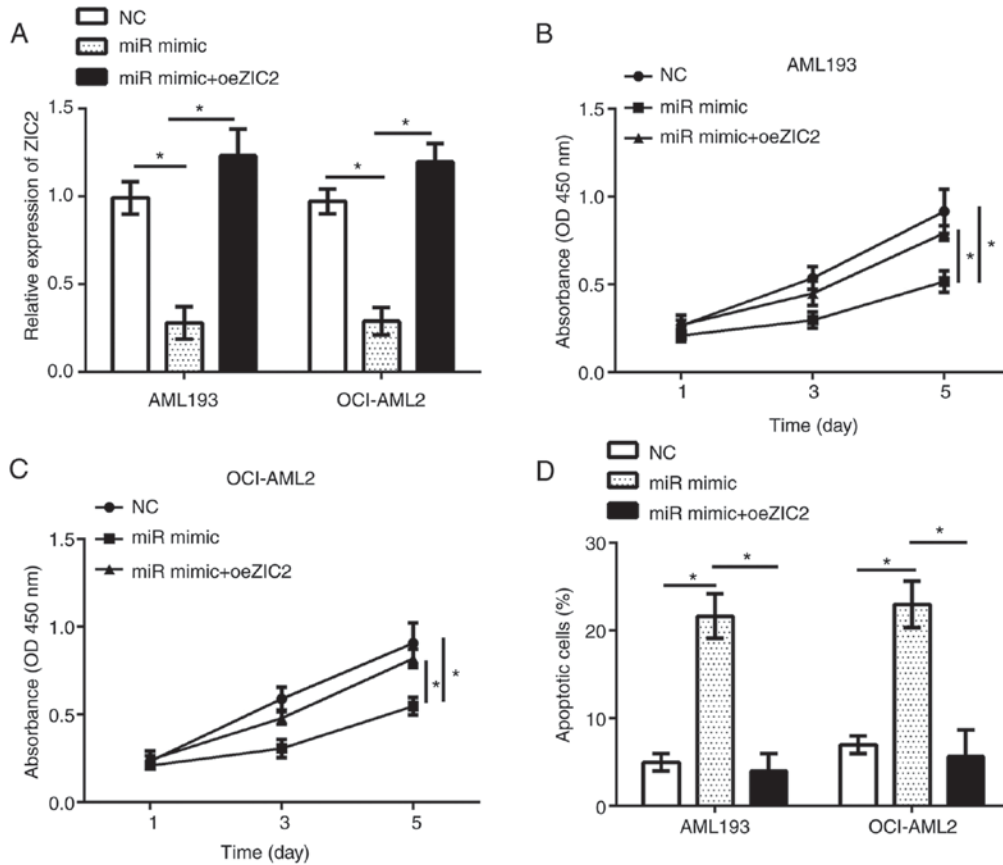 A
NC
miR mimic
miR mimic+oeZIC2
Relative expression of ZIC2
1.5
1.0
0.5
0.0
*
*
*
*
AML193
OCI-AML2
B
AML193
NC
miR mimic
miR mimic+oeZIC2
Absorbance (OD 450 nm)
1.5
1.0
0.5
0.0
*
*
1
3
5
Time (day)
C
OCI-AML2
NC
miR mimic
miR mimic+oeZIC2
Absorbance (OD 450 nm)
1.5
1.0
0.5
0.0
*
*
1
3
5
Time (day)
D
NC
miR mimic
miR mimic+oeZIC2
Apoptotic cells (%)
30
20
10
0
*
*
*
*
AML193
OCI-AML2